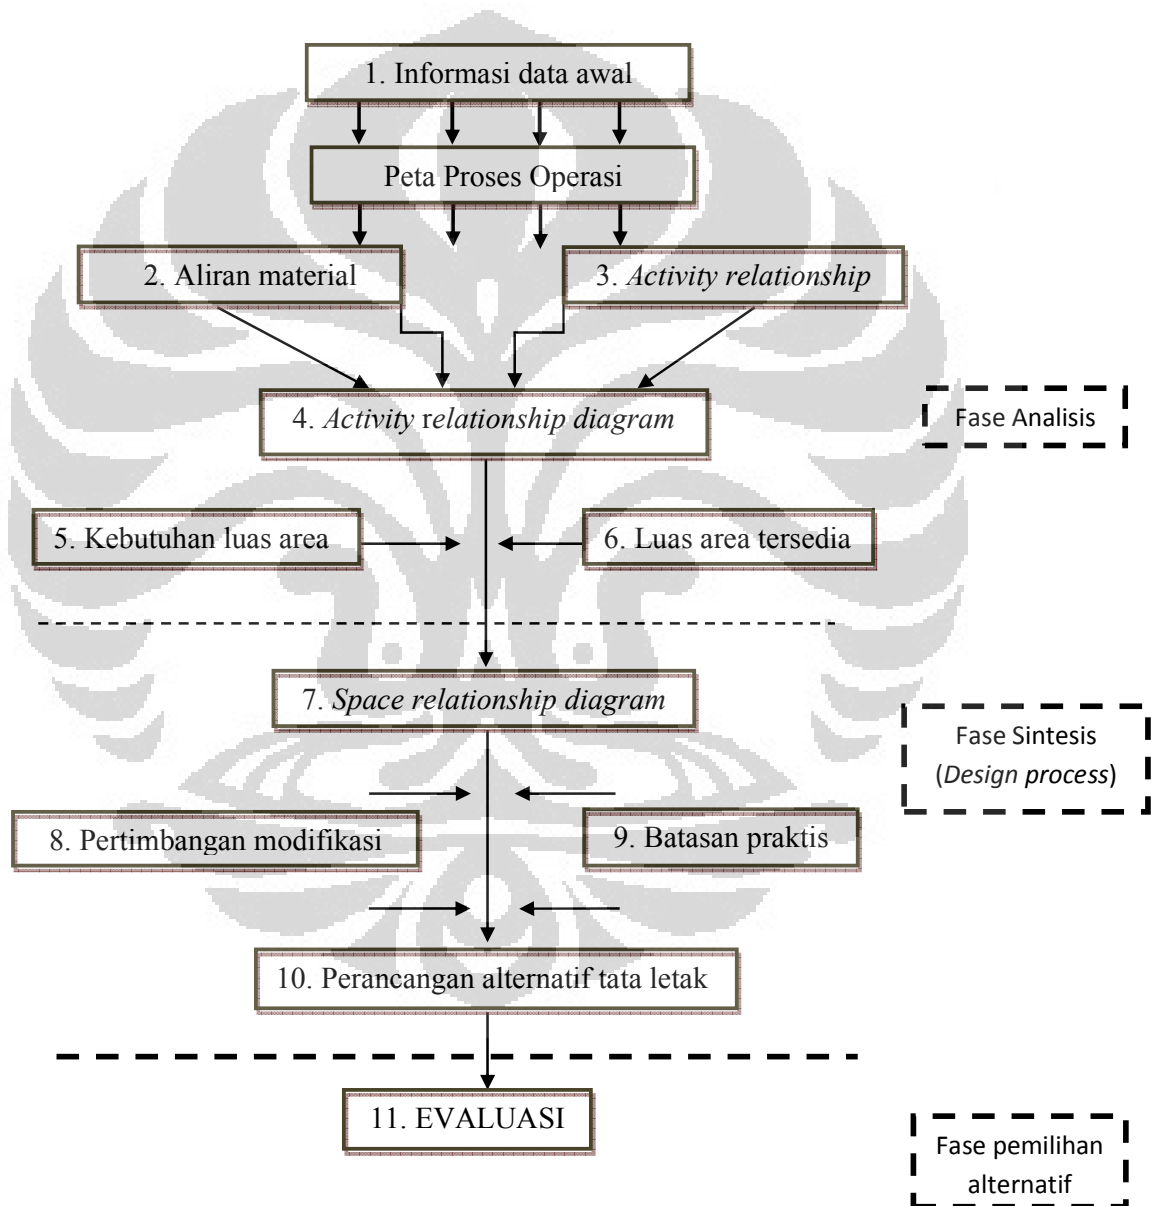 1. Informasi data awal
Peta Proses Operasi
2. Aliran material
3. Activity relationship
4. Activity relationship diagram
Fase Analisis
5. Kebutuhan luas area
6. Luas area tersedia
7. Space relationship diagram
Fase Sintesis
(Design process)
8. Pertimbangan modifikasi
9. Batasan praktis
10. Perancangan alternatif tata letak
11. EVALUASI
Fase pemilihan
alternatif